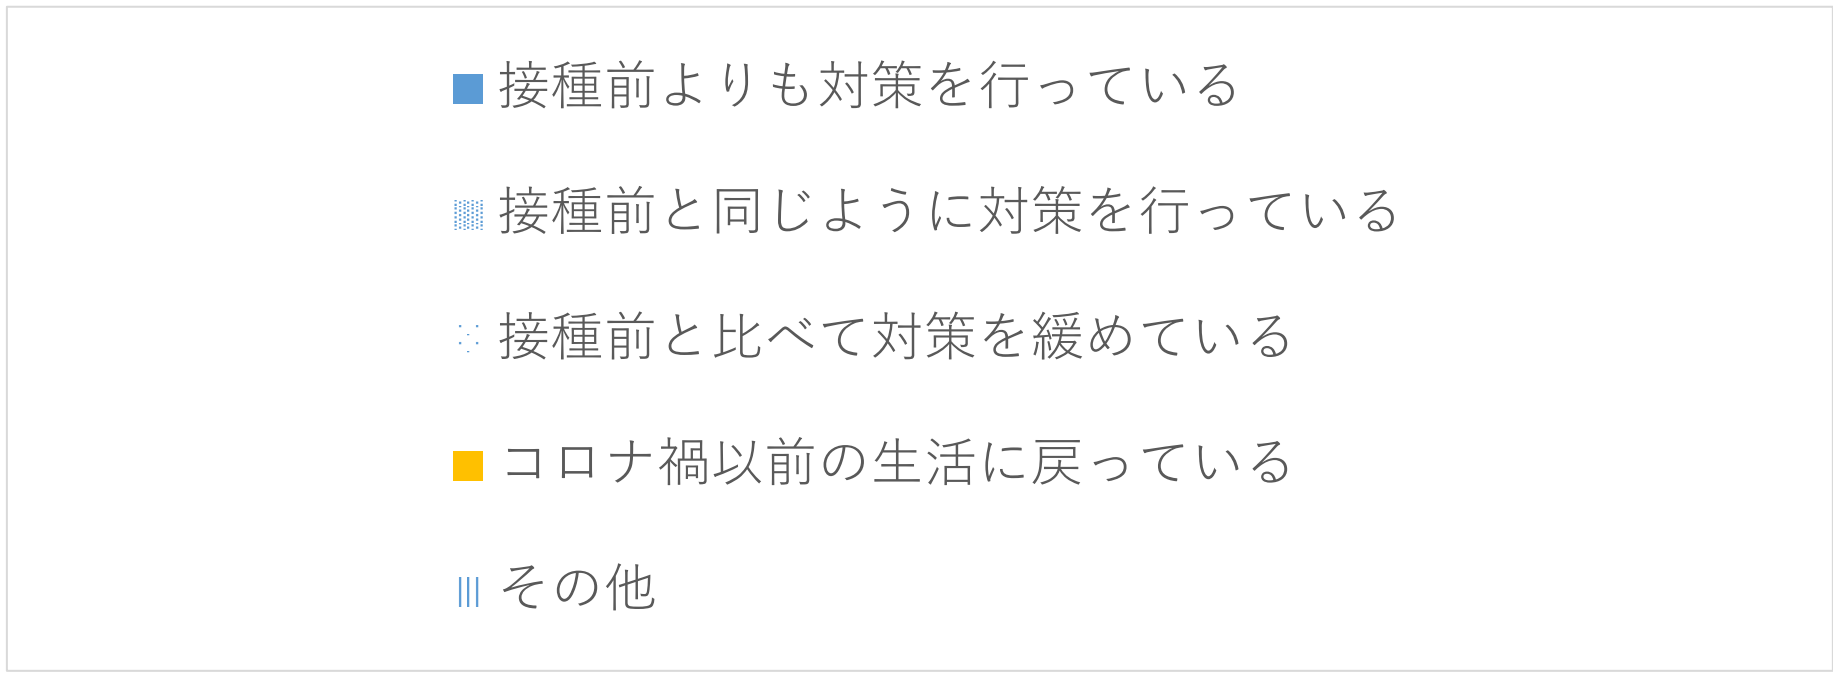 接種前よりも対策を行っている
接種前と同じように対策を行っている
接種前と比べて対策を緩めている
コロナ禍以前の生活に戻っている
その他